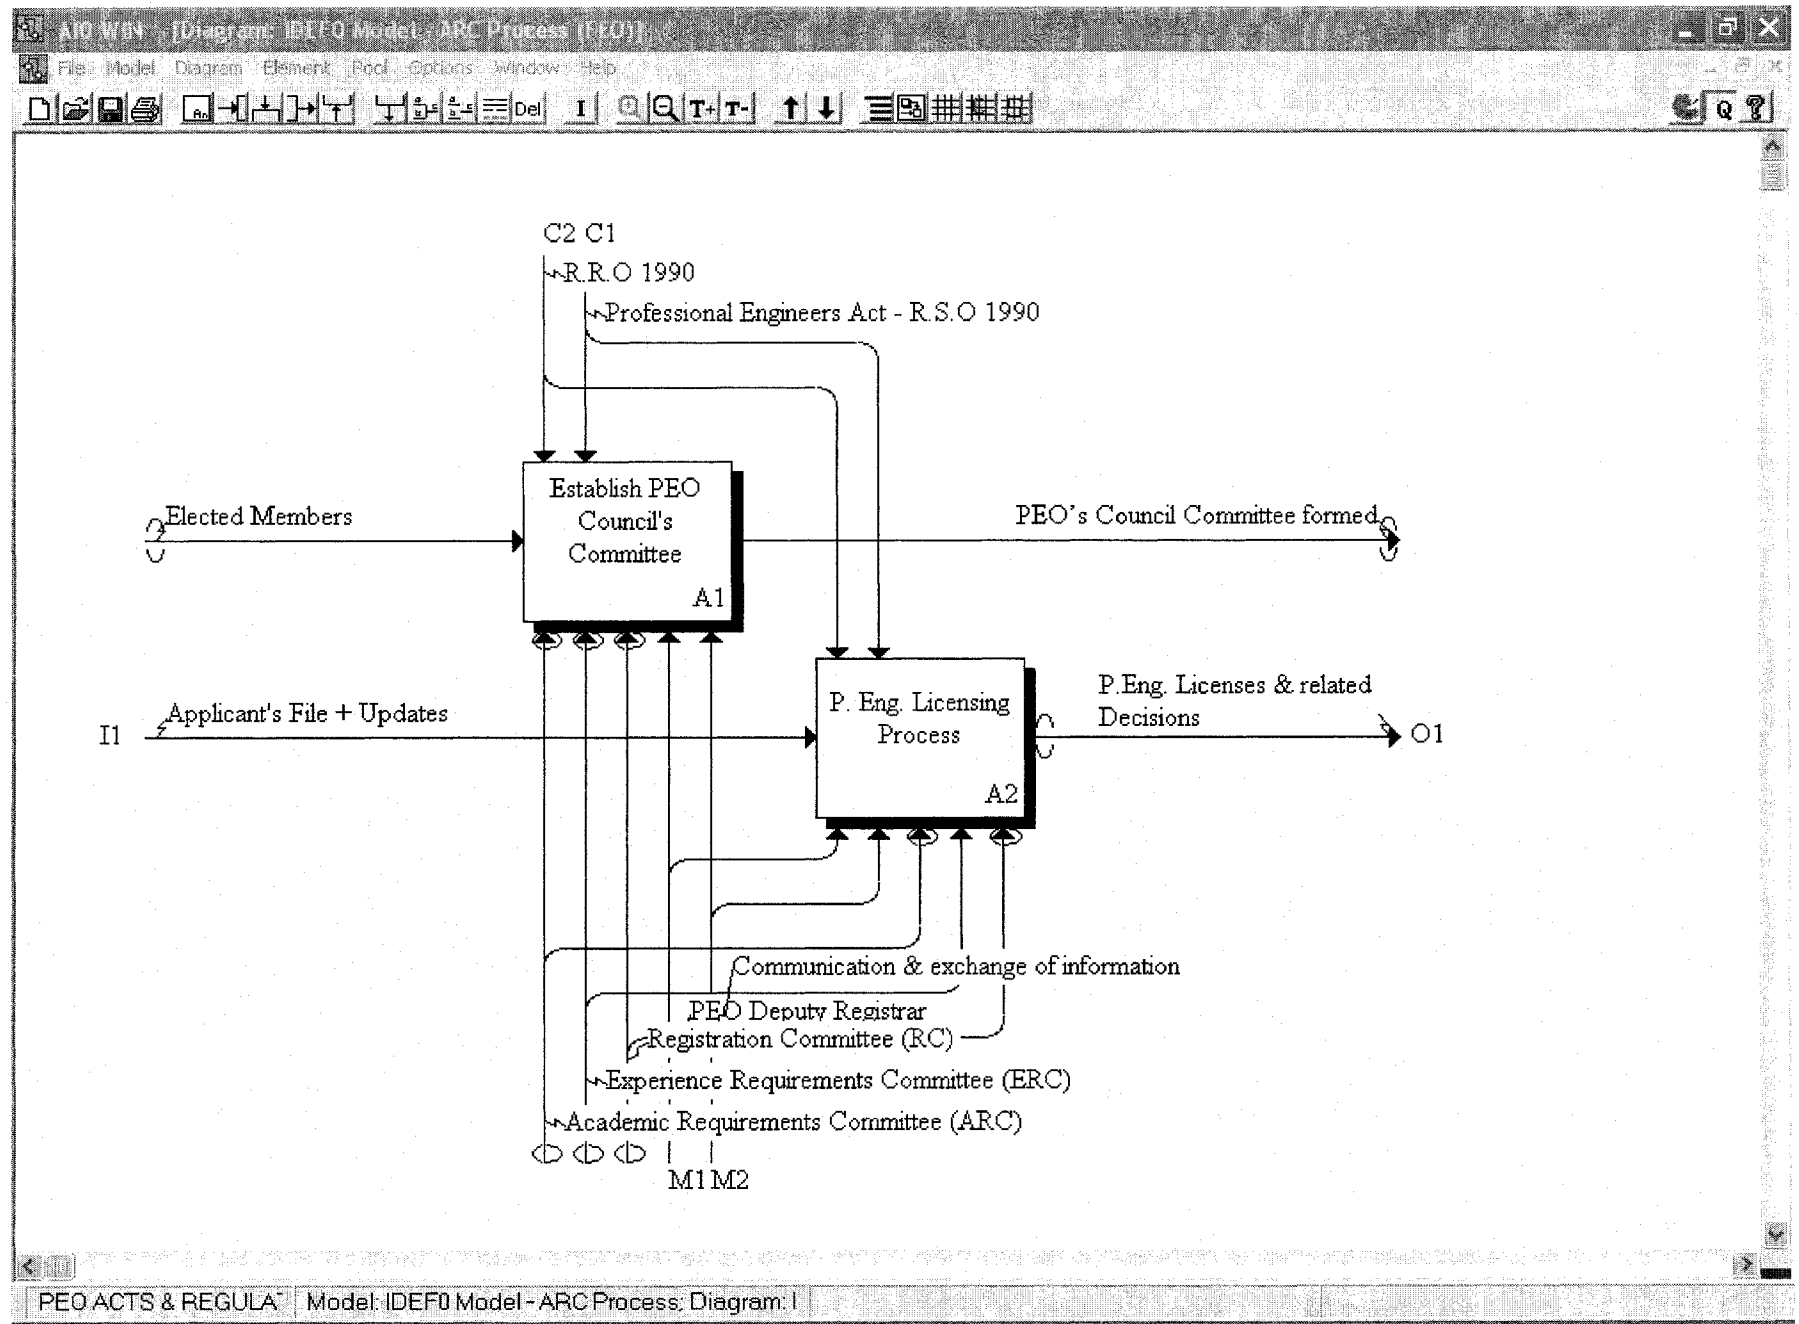 AI0 WIN - [Diagram: IDEF0 Model - ARC Process (FEO)]
File Model Diagram Element Pool Options Window Help
An Del I T+ T- Q ?
C2 C1
R.R.O 1990
Professional Engineers Act - R.S.O 1990
Establish PEO
Council's
Committee
A1
Elected Members
PEO's Council Committee formed
I1
Applicant's File + Updates
P. Eng. Licensing
Process
A2
P.Eng. Licenses & related
Decisions
O1
Communication & exchange of information
PEO Deputy Registrar
Registration Committee (RC)
Experience Requirements Committee (ERC)
Academic Requirements Committee (ARC)
M1 M2
PEO ACTS & REGULA
Model: IDEF0 Model - ARC Process; Diagram: I